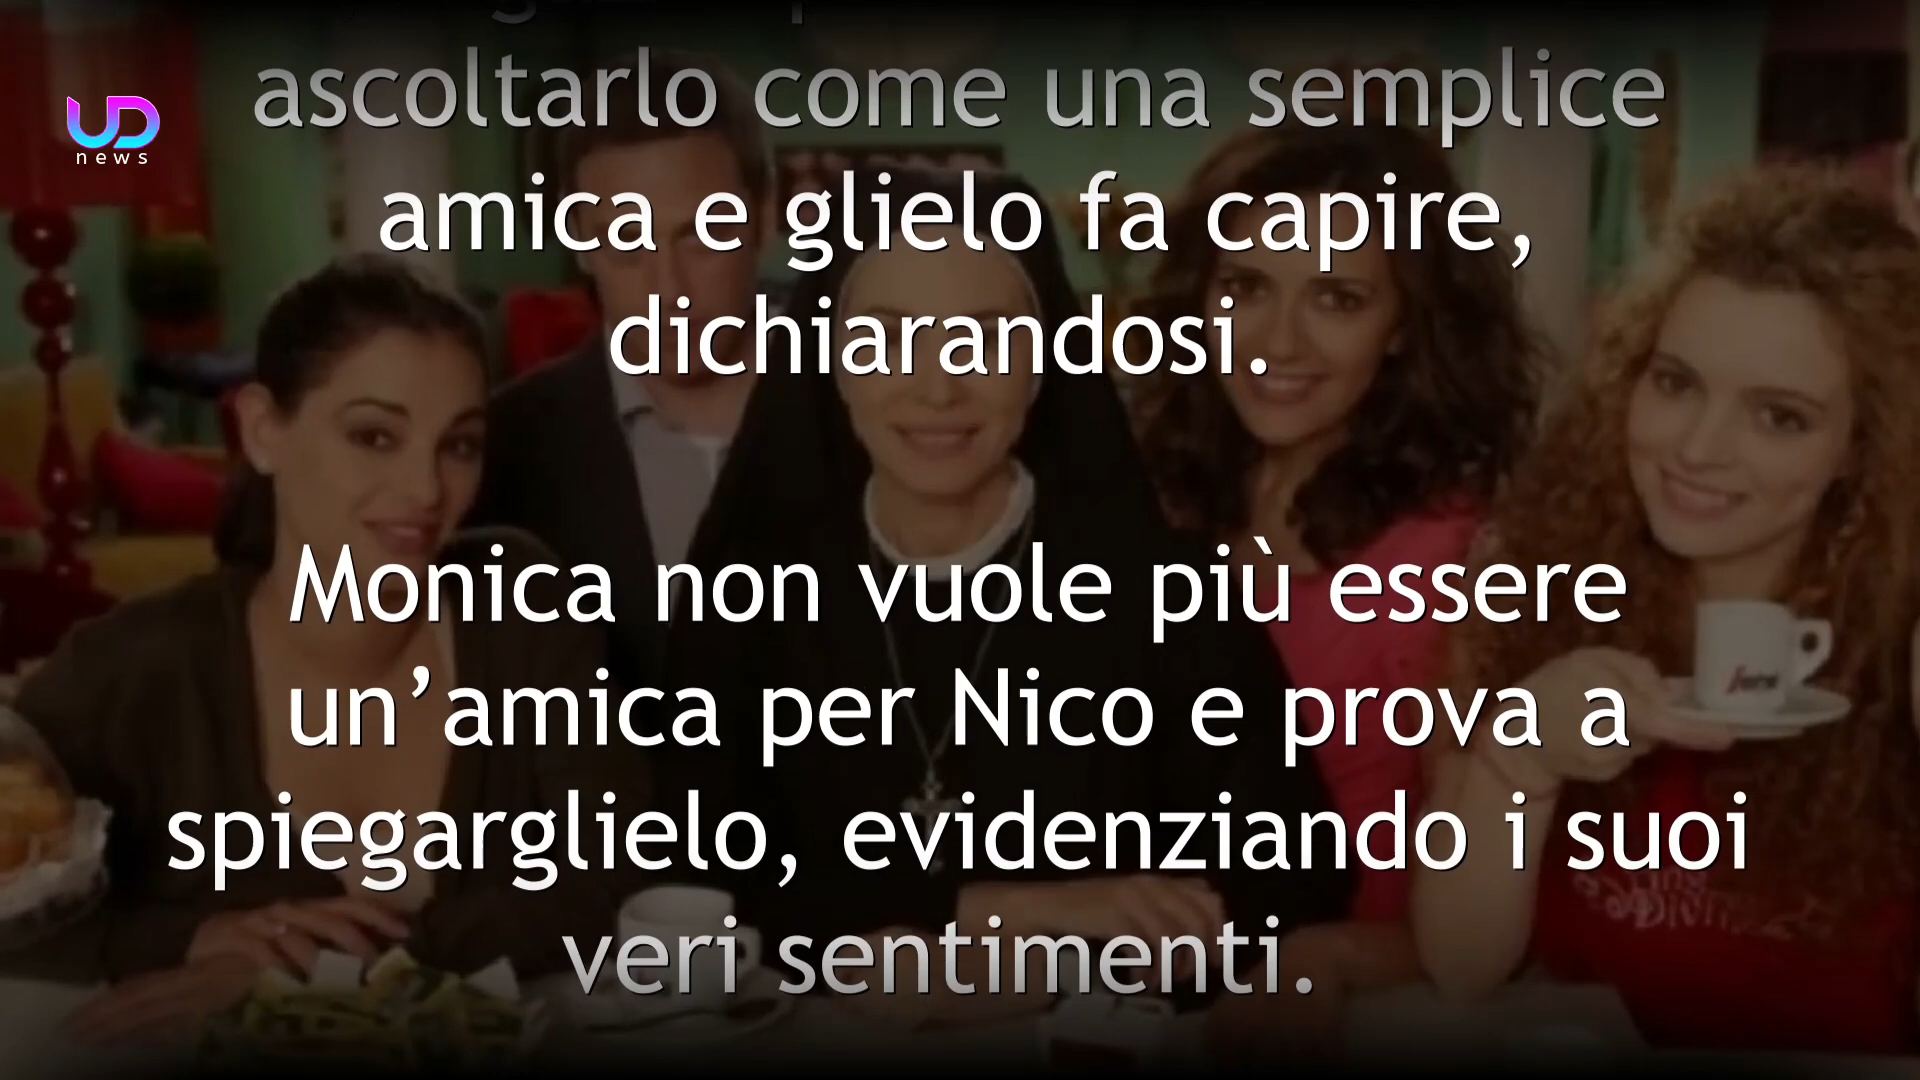 UD
news
ascoltarlo come una semplice
amica e glielo fa capire,
dichiarandosi.
Monica non vuole più essere
un’amica per Nico e prova a
spiegarglielo, evidenziando i suoi
veri sentimenti.